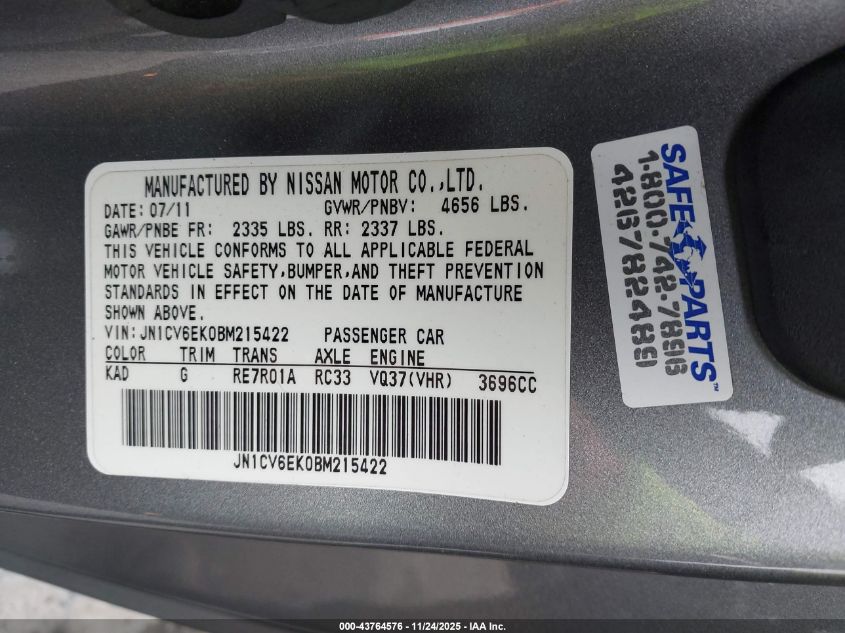 MANUFACTURED BY NISSAN MOTOR CO.,LTD.
DATE: 07/11 GVWR/PNBV: 4656 LBS.
GAWR/PNBE FR: 2335 LBS. RR: 2337 LBS.
THIS VEHICLE CONFORMS TO ALL APPLICABLE FEDERAL
MOTOR VEHICLE SAFETY,BUMPER,AND THEFT PREVENTION
STANDARDS IN EFFECT ON THE DATE OF MANUFACTURE
SHOWN ABOVE.
VIN:JN1CV6EK0BM215422 PASSENGER CAR
COLOR TRIM TRANS AXLE ENGINE
KAD G RE7R01A RC33 VQ37(VHR) 3696CC
JN1CV6EK0BM215422
SAFE PARTS
1-800-742-7896
000-43764576 - 11/24/2025 - IAA Inc.